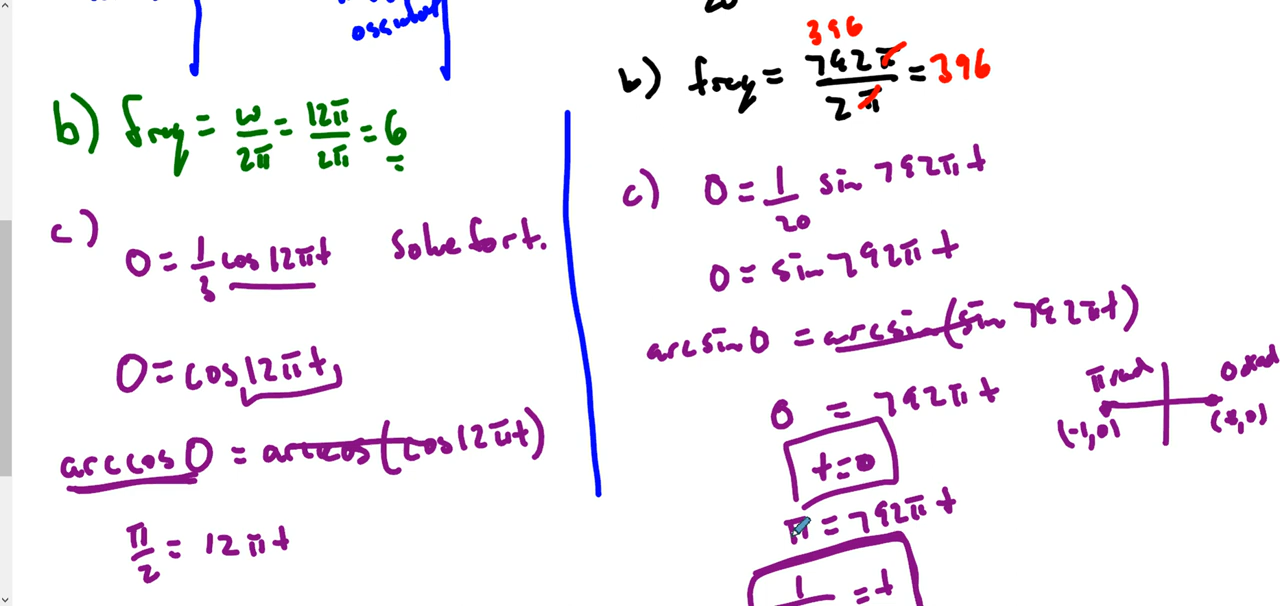 b) freq = ω/2π = 12π/2π = 6
c)
0 = 1/3 cos 12πt solve for t.
0 = cos 12πt
arccos 0 = arccos(cos 12πt)
π/2 = 12πt
20
396
b) freq = 792π/2π = 396
c) 0 = 1/20 sin 792πt
0 = sin 792πt
arcsin 0 = arcsin(sin 792πt)
0 = 792πt
π rad 0 rad
(-1,0)
t=0
π = 792πt
1 = t